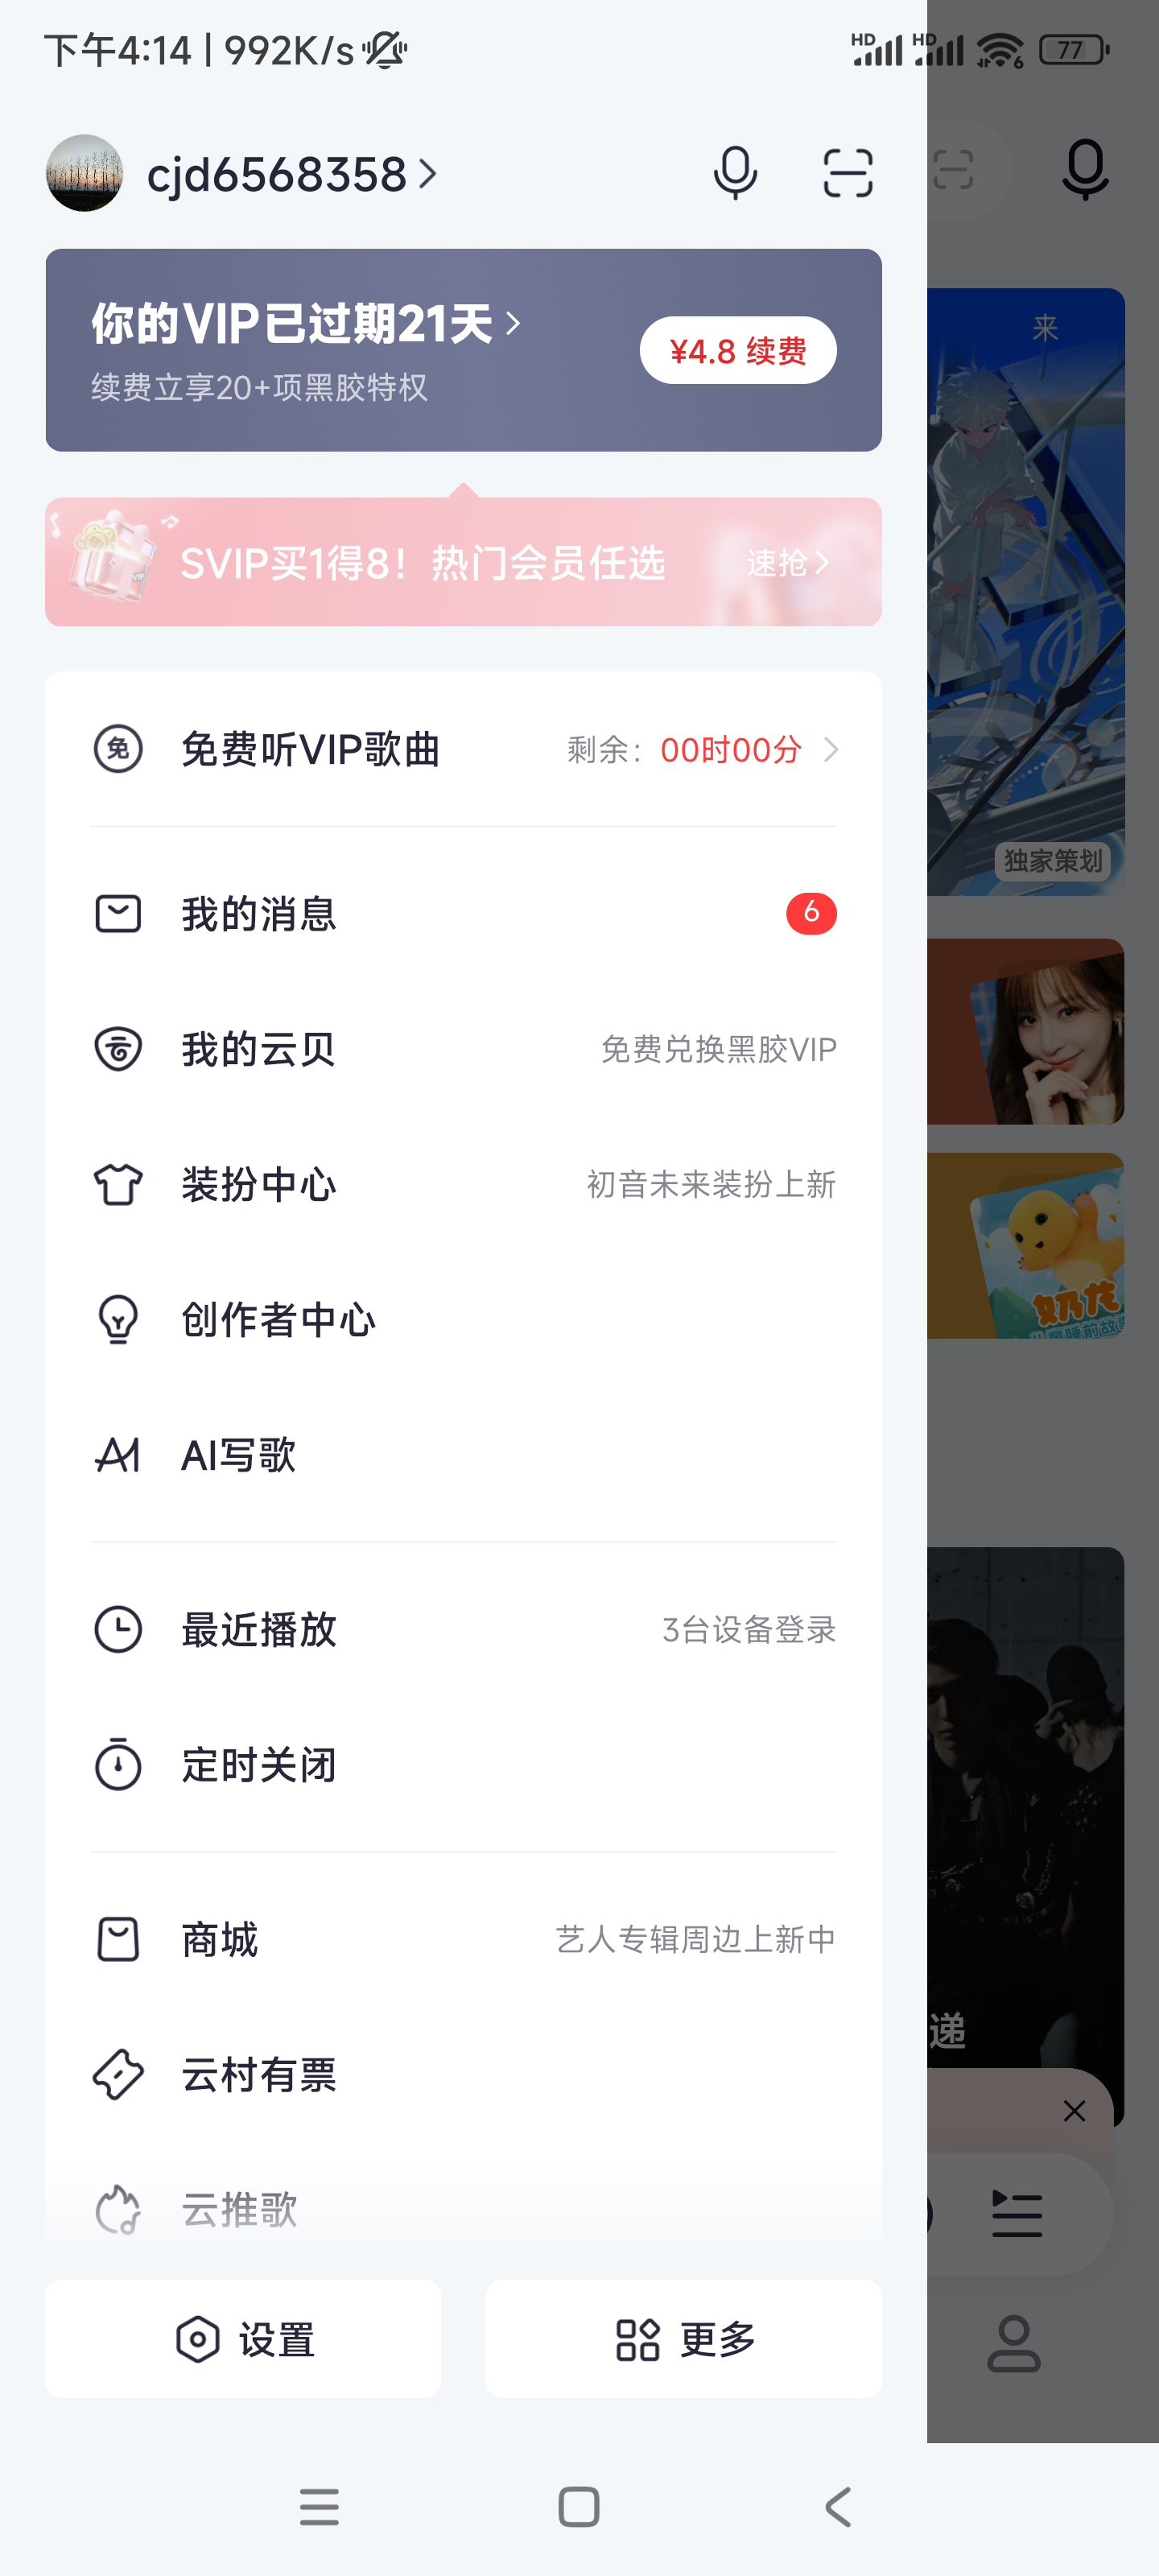 下午4:14 | 992K/s
HD HD 6 77
cjd6568358
来
你的VIP已过期21天
¥4.8 续费
续费立享20+项黑胶特权
SVIP买1得8！热门会员任选 速抢
免 免费听VIP歌曲 剩余：00时00分
独家策划
我的消息 6
我的云贝 免费兑换黑胶VIP
装扮中心 初音未来装扮上新
奶龙
创作者中心
AI写歌
最近播放 3台设备登录
定时关闭
商城 艺人专辑周边上新中
递
云村有票
云推歌
设置 更多